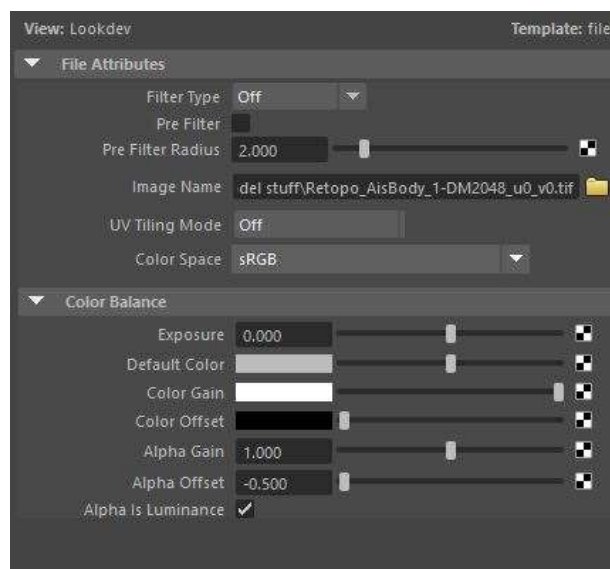 View: Lookdev Template: file
File Attributes
Filter Type Off
Pre Filter
Pre Filter Radius 2.000
Image Name del stuff\Retopo_AisBody_1-DM2048_u0_v0.tif
UV Tiling Mode Off
Color Space sRGB
Color Balance
Exposure 0.000
Default Color
Color Gain
Color Offset
Alpha Gain 1.000
Alpha Offset -0.500
Alpha Is Luminance